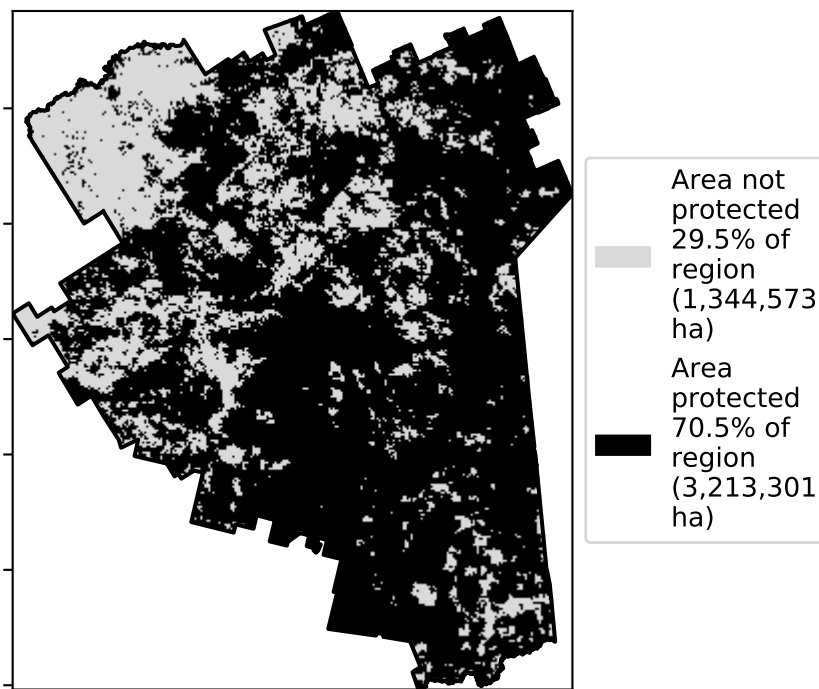 Area not
protected
29.5% of
region
(1,344,573
ha)
Area
protected
70.5% of
region
(3,213,301
ha)